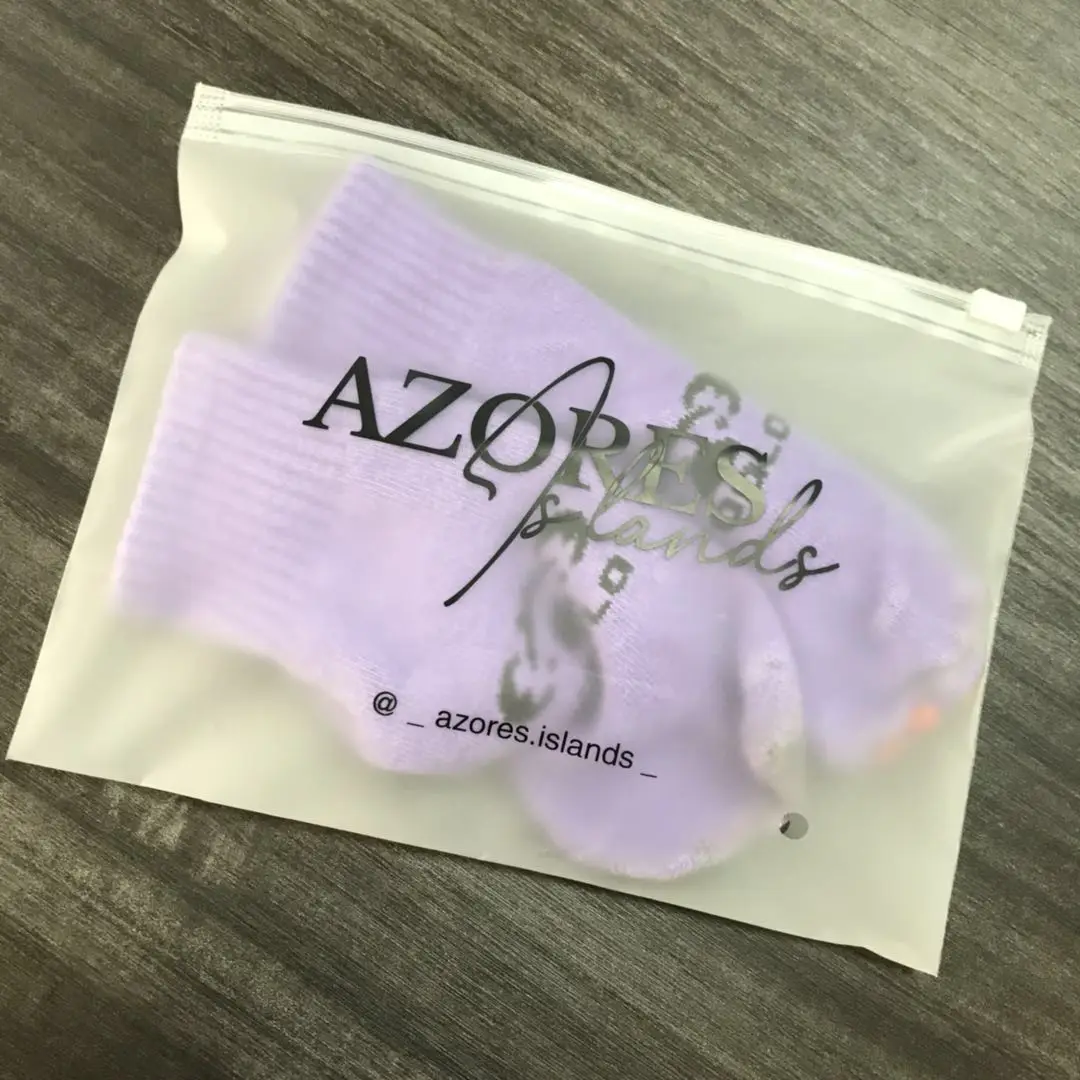 AZORES
Islands
@ _ azores.islands _